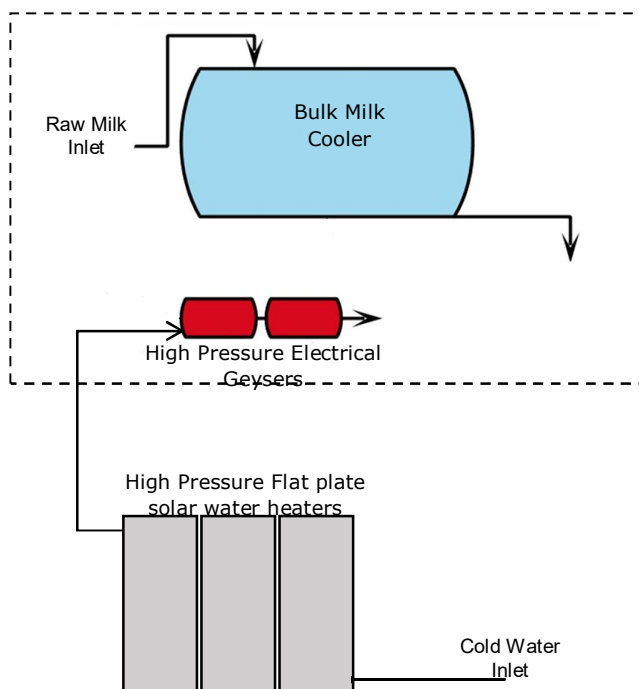 Bulk Milk
Cooler
Raw Milk
Inlet
High Pressure Electrical
Geysers
High Pressure Flat plate
solar water heaters
Cold Water
Inlet